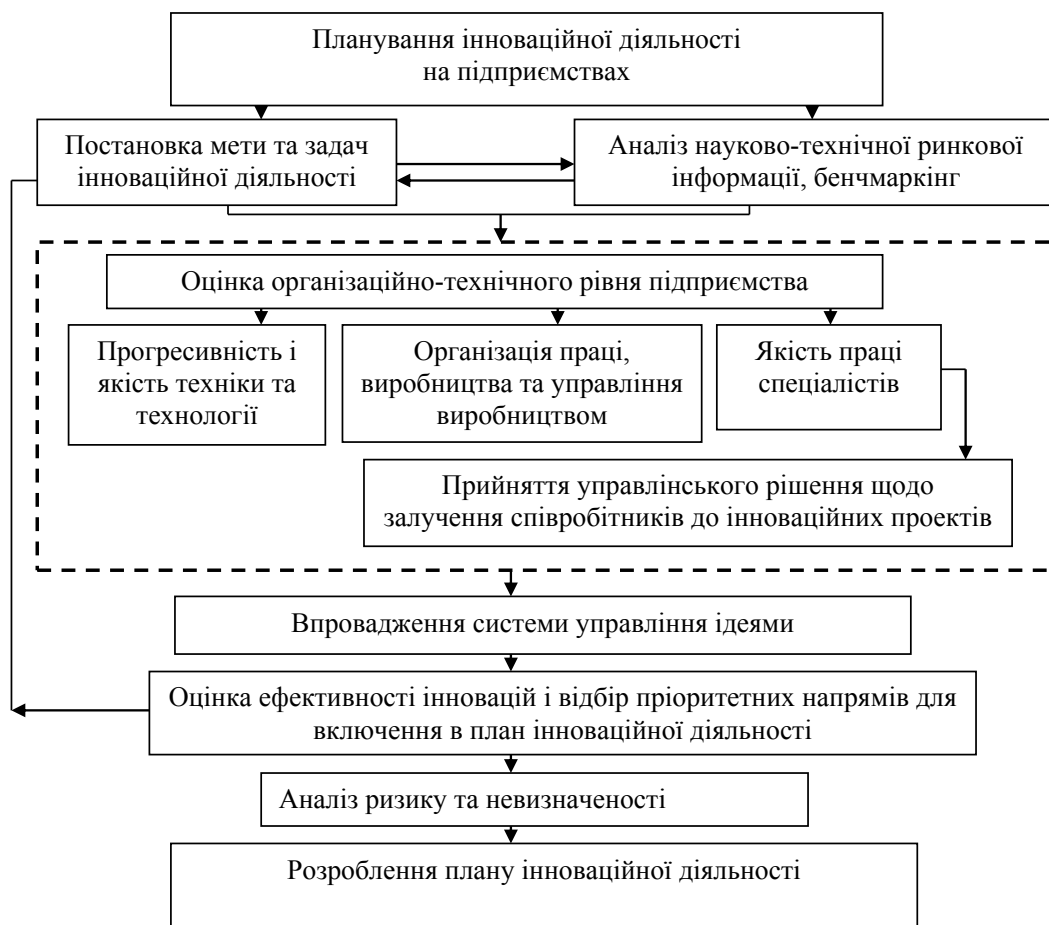 Планування інноваційної діяльності
на підприємствах
Постановка мети та задач
інноваційної діяльності
Аналіз науково-технічної ринкової
інформації, бенчмаркінг
Оцінка організаційно-технічного рівня підприємства
Прогресивність і
якість техніки та
технології
Організація праці,
виробництва та управління
виробництвом
Якість праці
спеціалістів
Прийняття управлінського рішення щодо
залучення співробітників до інноваційних проектів
Впровадження системи управління ідеями
Оцінка ефективності інновацій і відбір пріоритетних напрямів для
включення в план інноваційної діяльності
Аналіз ризику та невизначеності
Розроблення плану інноваційної діяльності